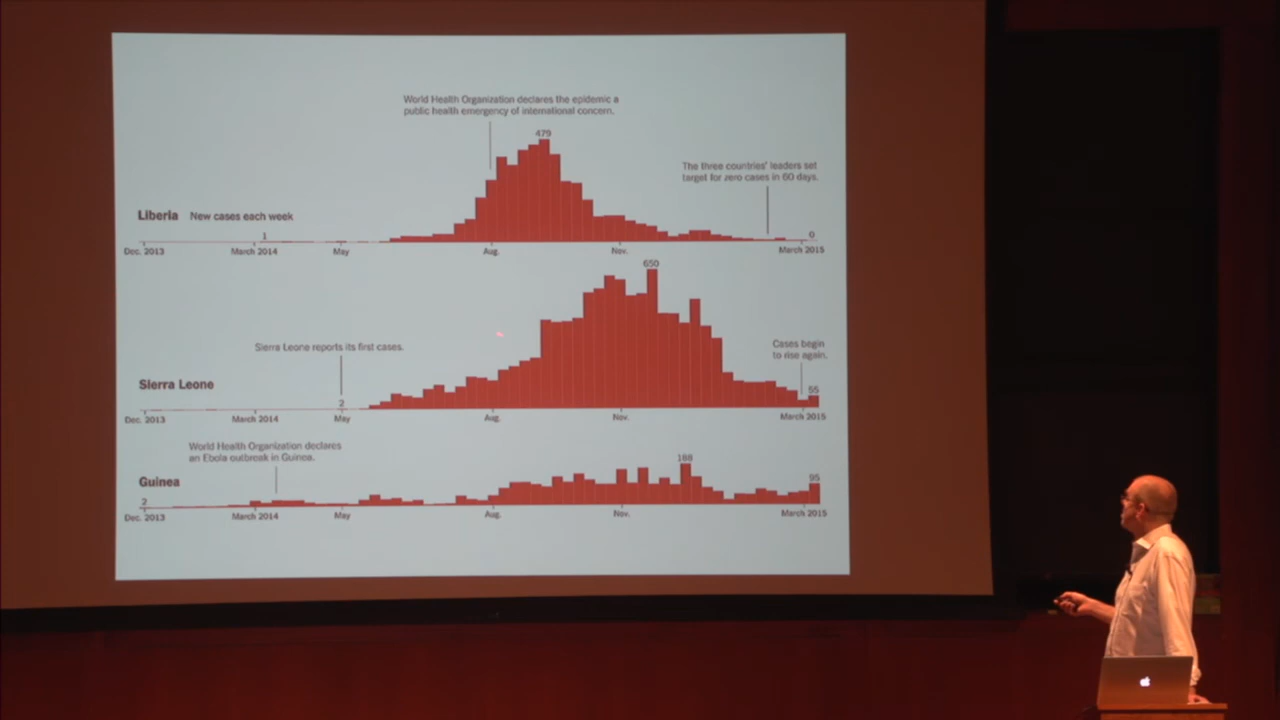 World Health Organization declares the epidemic a
public health emergency of international concern.
479
The three countries' leaders set
target for zero cases in 60 days.
Liberia New cases each week
1
0
Dec. 2013 March 2014 May Aug. Nov. March 2015
650
Sierra Leone reports its first cases.
Cases begin
to rise again.
Sierra Leone
2
55
Dec. 2013 March 2014 May Aug. Nov. March 2015
World Health Organization declares
an Ebola outbreak in Guinea.
188
Guinea
95
2
Dec. 2013 March 2014 May Aug. Nov. March 2015